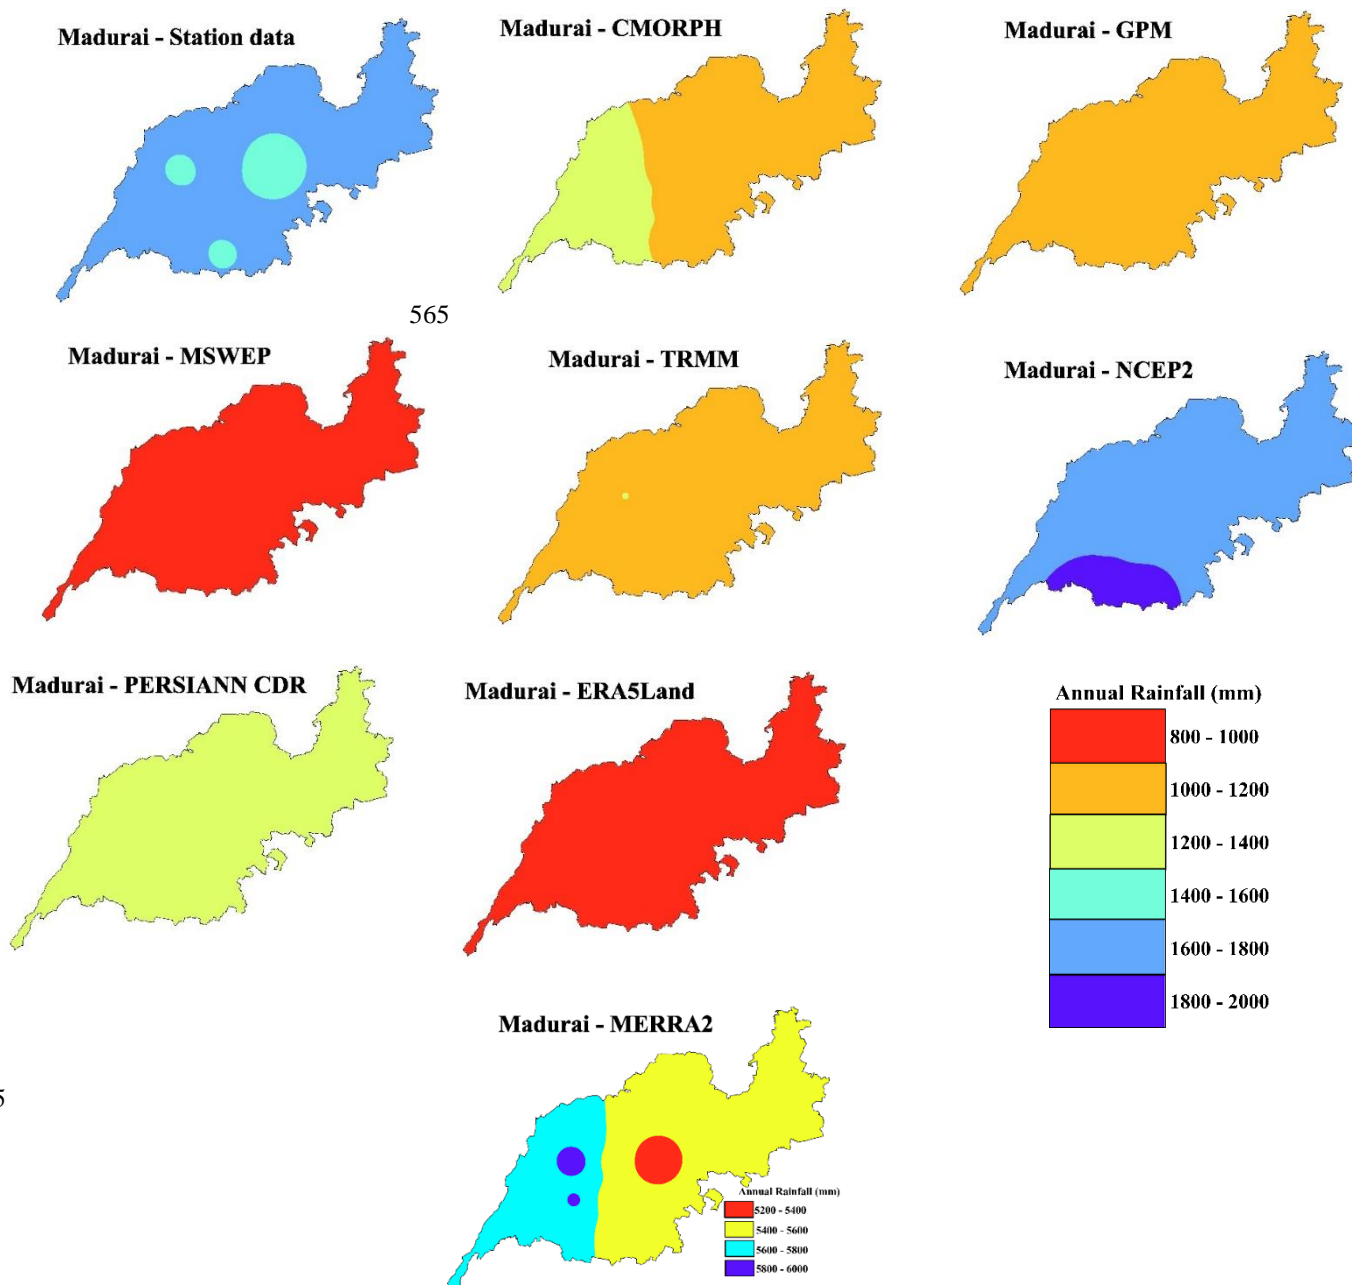 Madurai - Station data
Madurai - CMORPH
Madurai - GPM
565
Madurai - MSWEP
Madurai - TRMM
Madurai - NCEP2
Madurai - PERSIANN CDR
Madurai - ERA5Land
Annual Rainfall (mm)
800 - 1000
1000 - 1200
1200 - 1400
1400 - 1600
1600 - 1800
1800 - 2000
Madurai - MERRA2
5
Annual Rainfall (mm)
5200 - 5400
5400 - 5600
5600 - 5800
5800 - 6000